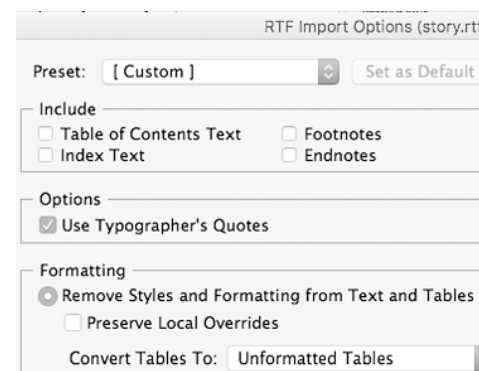 RTF Import Options (story.rtf
Preset: [ Custom ] Set as Default
Include
Table of Contents Text Footnotes
Index Text Endnotes
Options
Use Typographer's Quotes
Formatting
Remove Styles and Formatting from Text and Tables
Preserve Local Overrides
Convert Tables To: Unformatted Tables